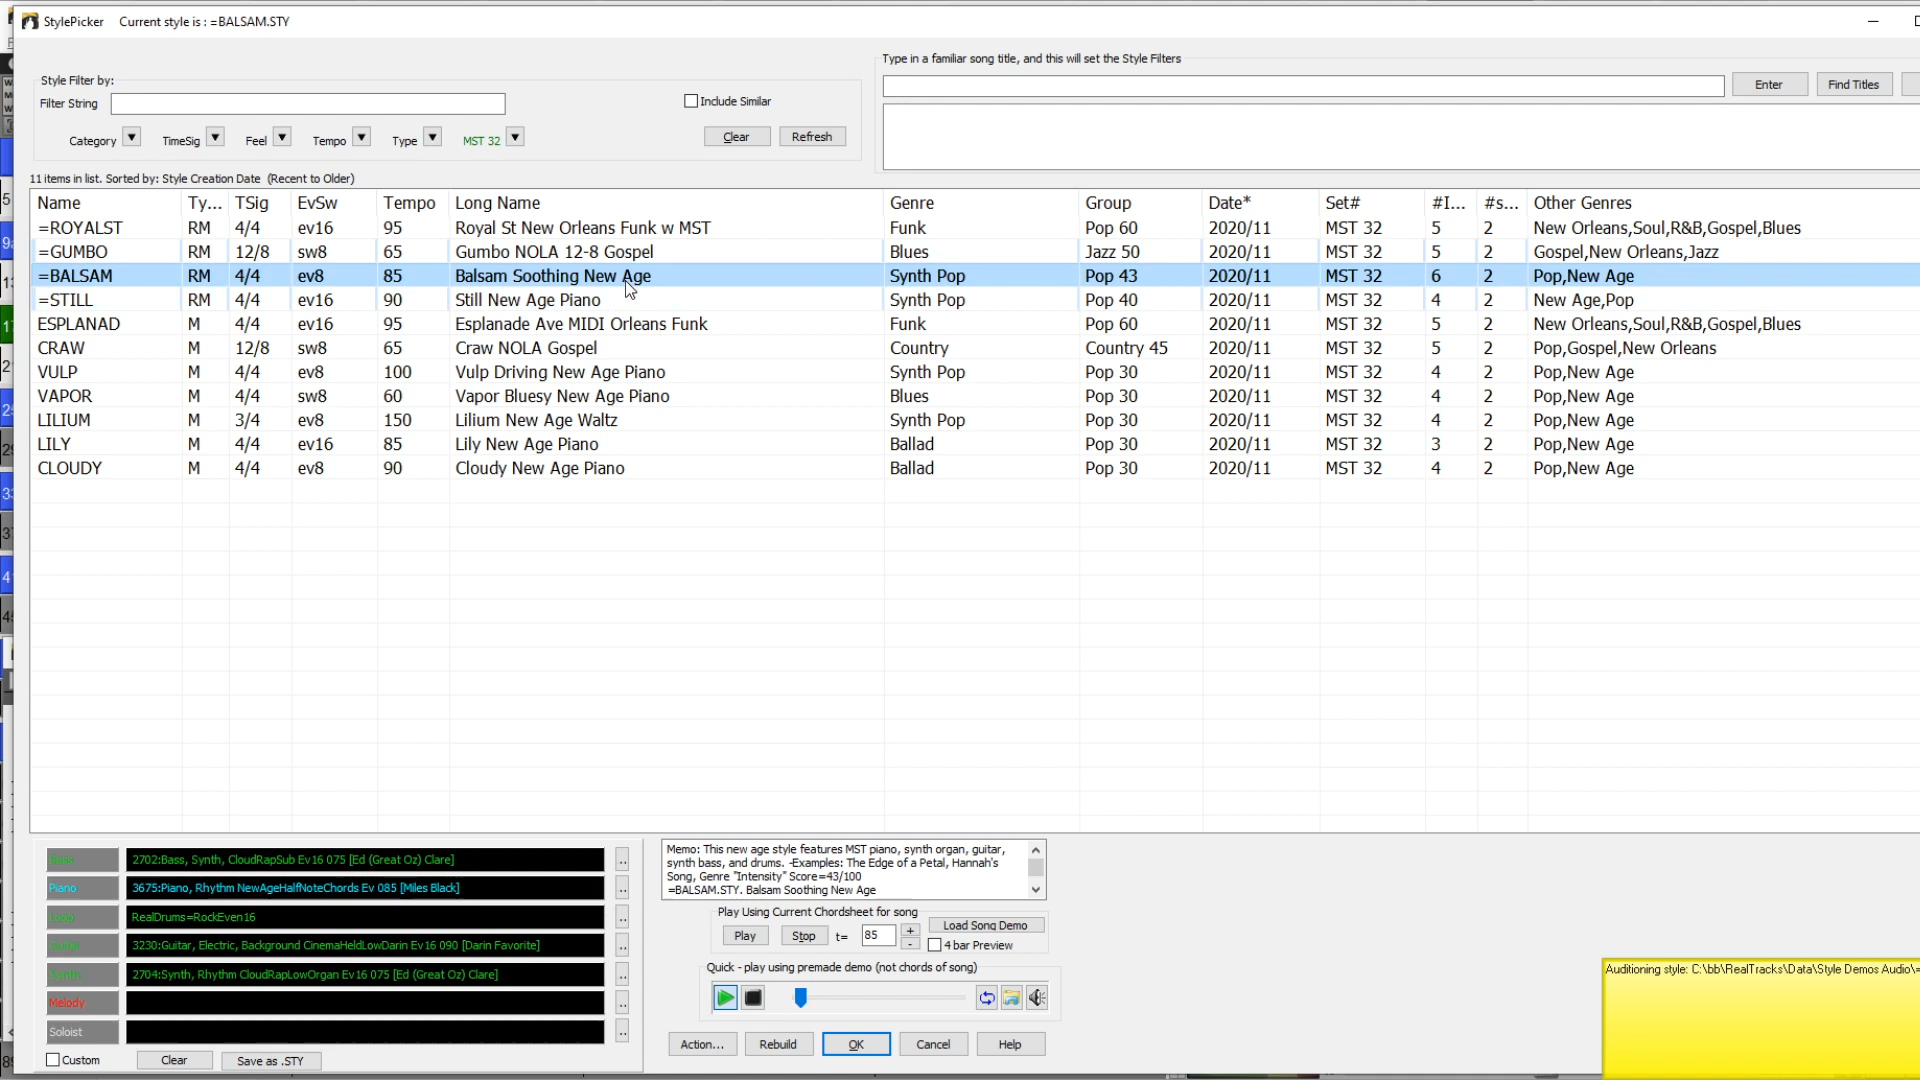 StylePicker Current style is : =BALSAM.STY
Type in a familiar song title, and this will set the Style Filters
Style Filter by:
Filter String
Include Similar
Enter Find Titles
Category TimeSig Feel Tempo Type MST 32 Clear Refresh
11 items in list. Sorted by: Style Creation Date (Recent to Older)
Name Ty... TSig EvSw Tempo Long Name Genre Group Date* Set# #I... #s... Other Genres
=ROYALST RM 4/4 ev16 95 Royal St New Orleans Funk w MST Funk Pop 60 2020/11 MST 32 5 2 New Orleans,Soul,R&B,Gospel,Blues
=GUMBO RM 12/8 sw8 65 Gumbo NOLA 12-8 Gospel Blues Jazz 50 2020/11 MST 32 5 2 Gospel,New Orleans,Jazz
=BALSAM RM 4/4 ev8 85 Balsam Soothing New Age Synth Pop Pop 43 2020/11 MST 32 6 2 Pop,New Age
=STILL RM 4/4 ev16 90 Still New Age Piano Synth Pop Pop 40 2020/11 MST 32 4 2 New Age,Pop
ESPLANAD M 4/4 ev16 95 Esplanade Ave MIDI Orleans Funk Funk Pop 60 2020/11 MST 32 5 2 New Orleans,Soul,R&B,Gospel,Blues
CRAW M 12/8 sw8 65 Craw NOLA Gospel Country Country 45 2020/11 MST 32 5 2 Pop,Gospel,New Orleans
VULP M 4/4 ev8 100 Vulp Driving New Age Piano Synth Pop Pop 30 2020/11 MST 32 4 2 Pop,New Age
VAPOR M 4/4 sw8 60 Vapor Bluesy New Age Piano Blues Pop 30 2020/11 MST 32 4 2 Pop,New Age
LILIUM M 3/4 ev8 150 Lilium New Age Waltz Synth Pop Pop 30 2020/11 MST 32 4 2 Pop,New Age
LILY M 4/4 ev16 85 Lily New Age Piano Ballad Pop 30 2020/11 MST 32 3 2 Pop,New Age
CLOUDY M 4/4 ev8 90 Cloudy New Age Piano Ballad Pop 30 2020/11 MST 32 4 2 Pop,New Age
Bass 2702:Bass, Synth, CloudRapSub Ev16 075 [Ed (Great Oz) Clare]
Piano 3675:Piano, Rhythm NewAgeHalfNoteChords Ev 085 [Miles Black]
RealDrums=RockEven16
Guitar 3230:Guitar, Electric, Background CinemaHeldLowDarin Ev16 090 [Darin Favorite]
Synth 2704:Synth, Rhythm CloudRapLowOrgan Ev16 075 [Ed (Great Oz) Clare]
Melody
Soloist
Custom Clear Save as .STY
Memo: This new age style features MST piano, synth organ, guitar,
synth bass, and drums. -Examples: The Edge of a Petal, Hannah's
Song, Genre "Intensity" Score=43/100
=BALSAM.STY. Balsam Soothing New Age
Play Using Current Chordsheet for song
Play Stop t= 85 + - Load Song Demo
4 bar Preview
Quick - play using premade demo (not chords of song)
Action... Rebuild OK Cancel Help
Auditioning style: C:\bb\RealTracks\Data\Style Demos Audio\=